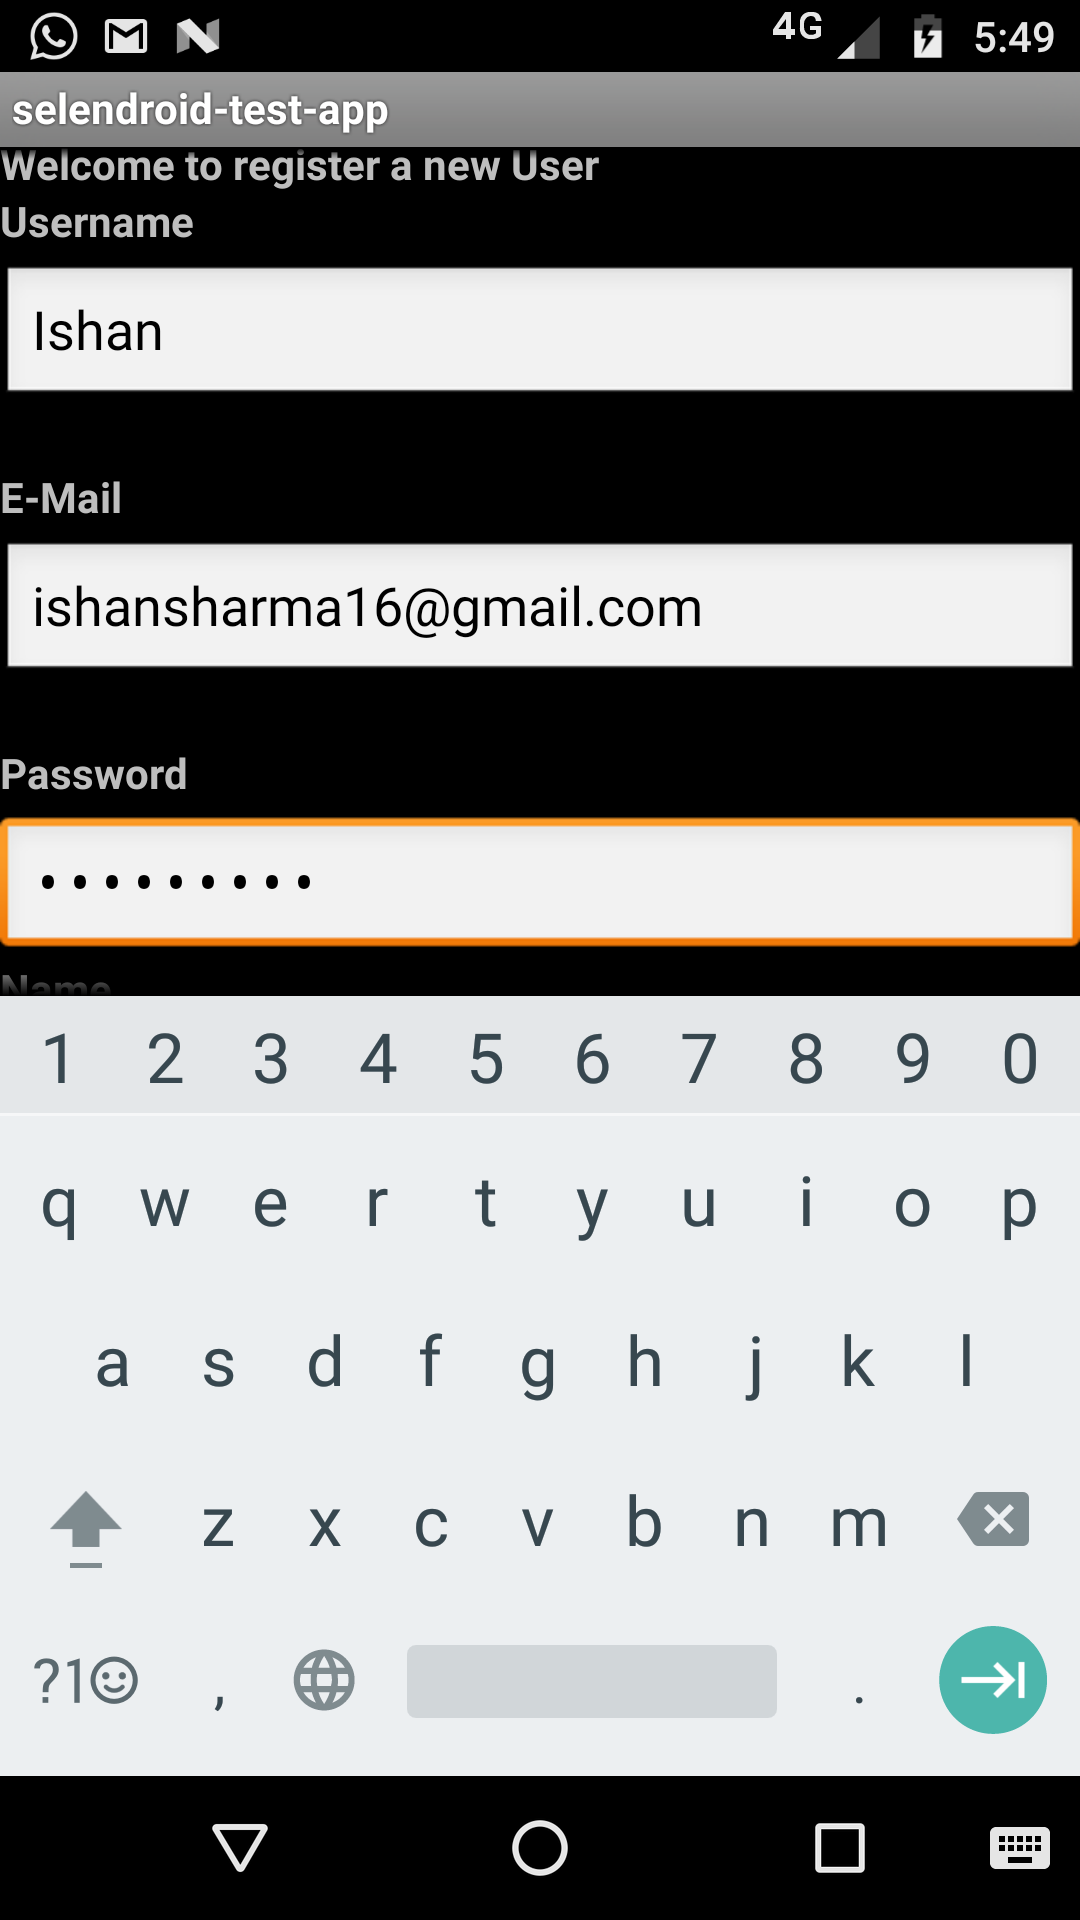 4G 5:49
selendroid-test-app
Welcome to register a new User
Username
Ishan
E-Mail
ishansharma16@gmail.com
Password
•••••••••
Name
1 2 3 4 5 6 7 8 9 0
q w e r t y u i o p
a s d f g h j k l
z x c v b n m
?1☺ , .